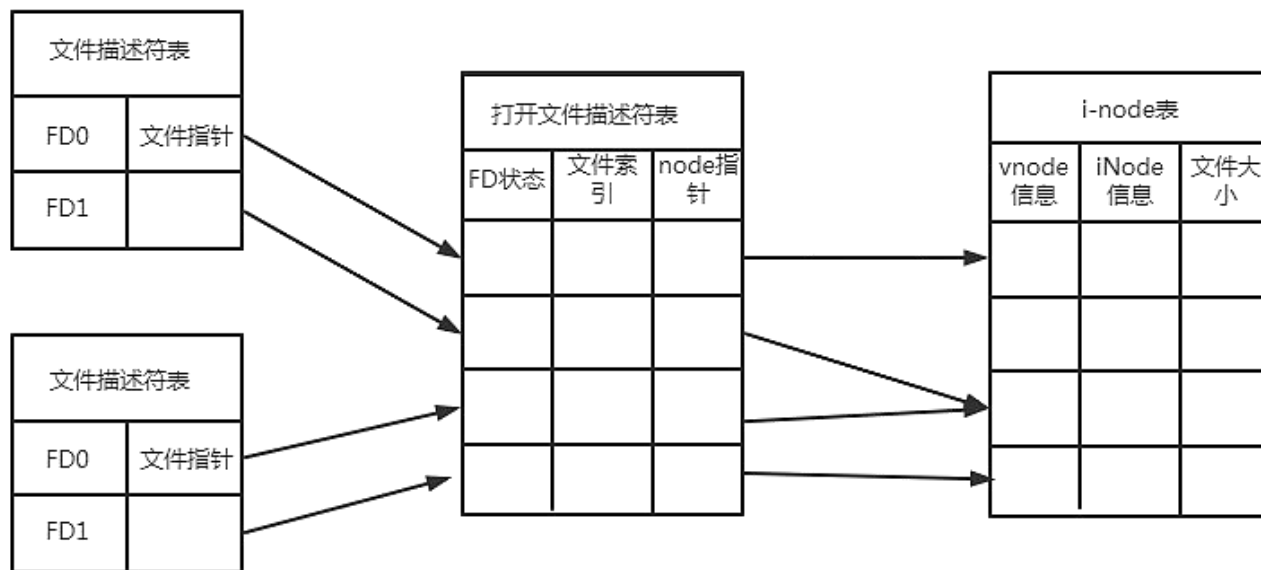 文件描述符表
FD0 文件指针
FD1
文件描述符表
FD0 文件指针
FD1
打开文件描述符表
FD状态
文件索
引
node指
针
i-node表
vnode
信息
iNode
信息
文件大
小